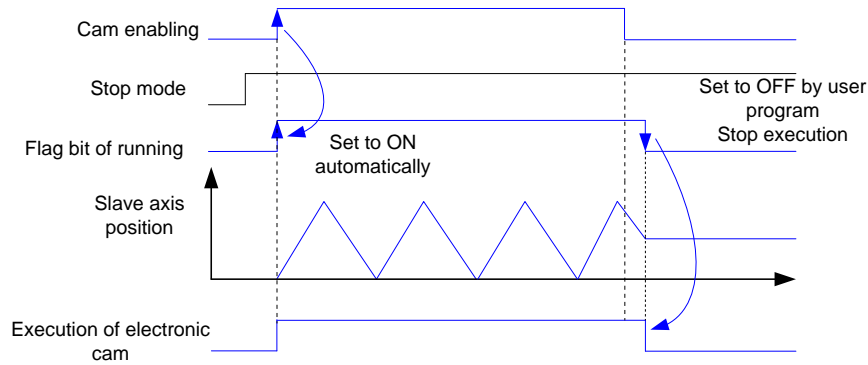 Cam enabling
Stop mode
Set to OFF by user
program
Stop execution
Flag bit of running
Set to ON
automatically
Slave axis
position
Execution of electronic
cam